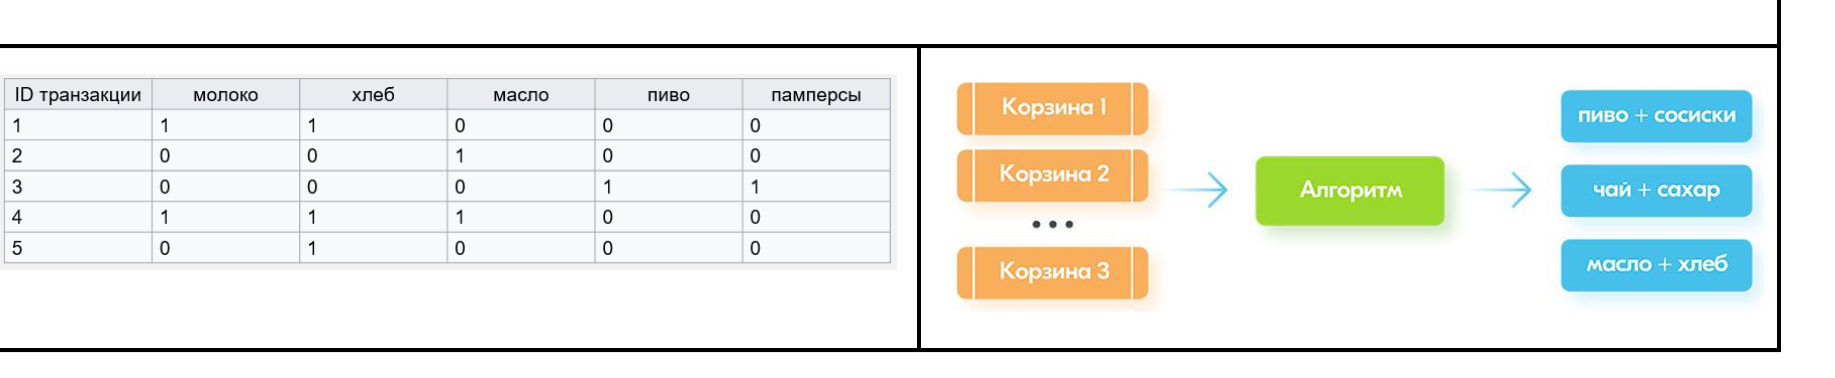 ID транзакции молоко хлеб масло пиво памперсы
1 1 1 0 0 0
2 0 0 1 0 0
3 0 0 0 1 1
4 1 1 1 0 0
5 0 1 0 0 0
Корзина 1
Корзина 2
...
Корзина 3
Алгоритм
пиво + сосиски
чай + сахар
масло + хлеб